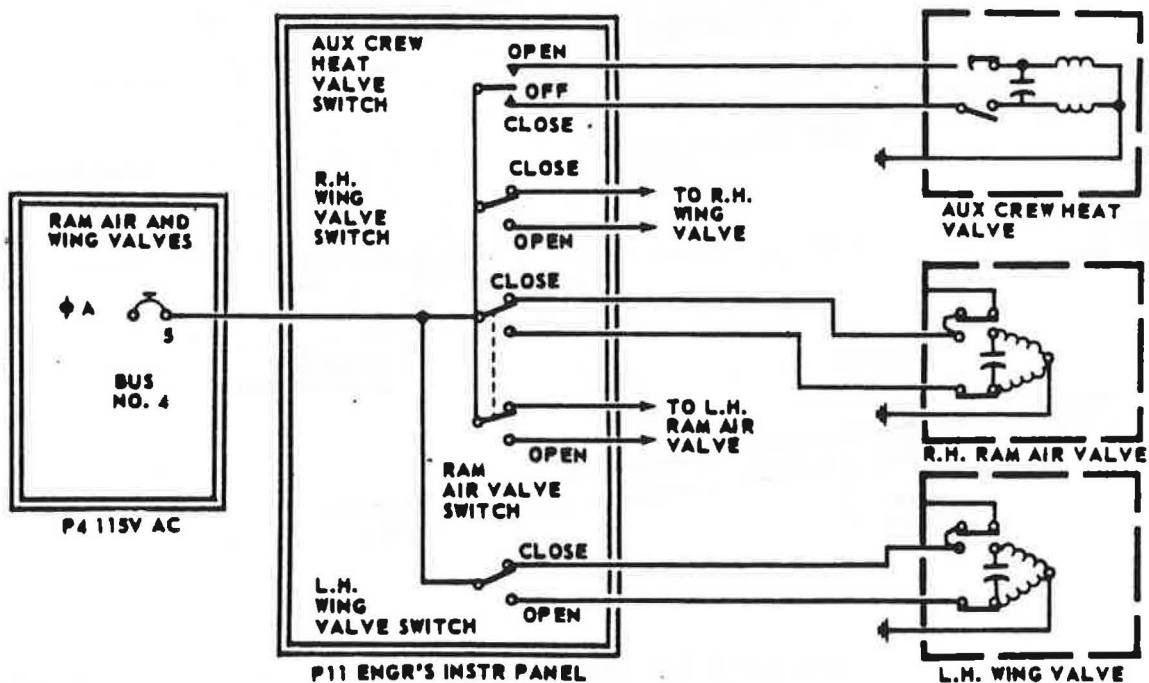 RAM AIR AND
WING VALVES
ϕ A
5
BUS
NO. 4
P4 115V AC
AUX CREW
HEAT
VALVE
SWITCH
OPEN
OFF
CLOSE
R.H.
WING
VALVE
SWITCH
CLOSE
OPEN
TO R.H.
WING
VALVE
CLOSE
OPEN
TO L.H.
RAM AIR
VALVE
RAM
AIR VALVE
SWITCH
CLOSE
OPEN
L.H.
WING
VALVE SWITCH
P11 ENGR'S INSTR PANEL
AUX CREW HEAT
VALVE
R.H. RAM AIR VALVE
L.H. WING VALVE